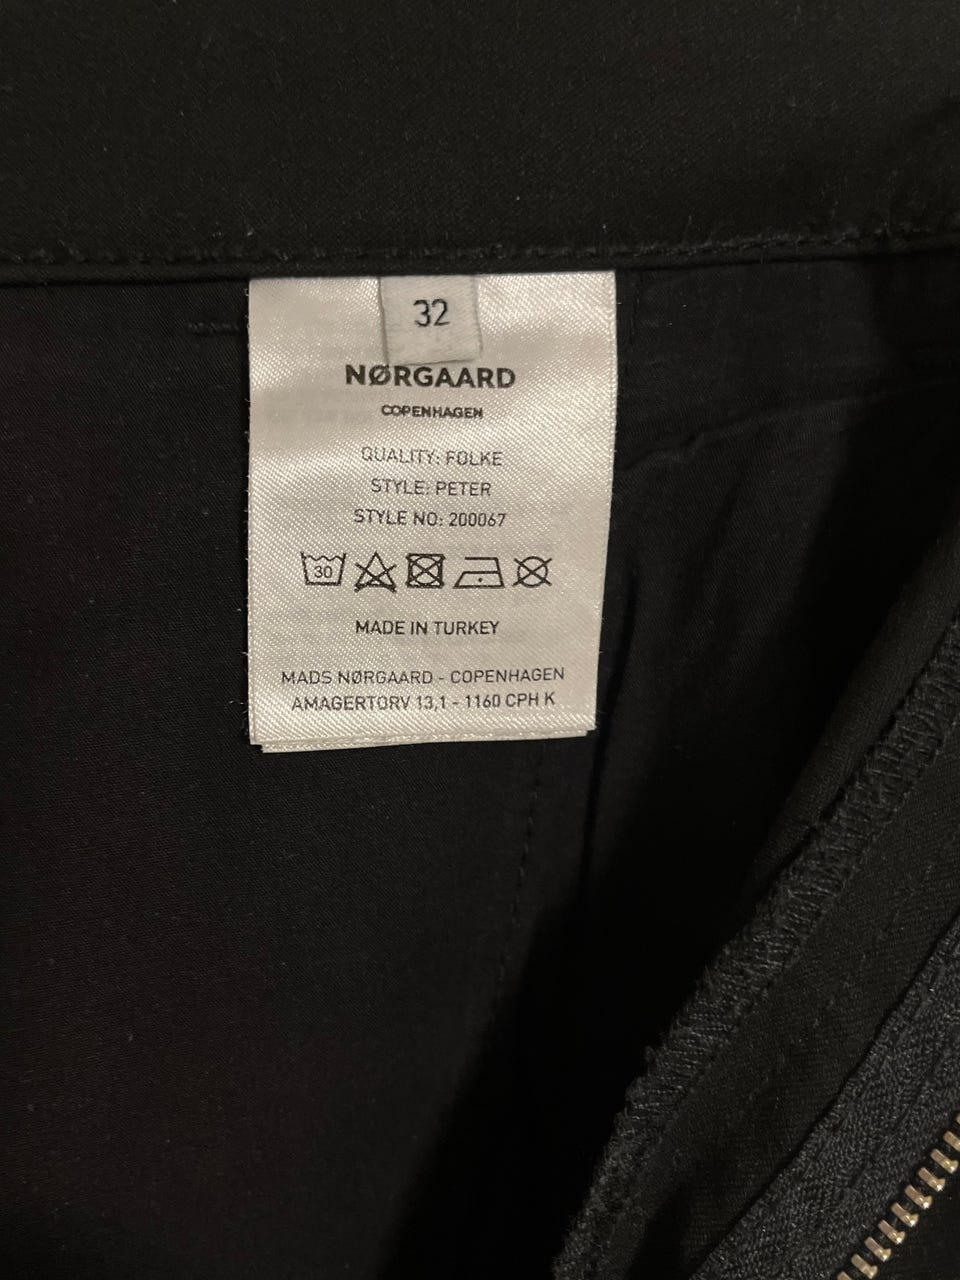 32
NØRGAARD
COPENHAGEN
QUALITY: FOLKE
STYLE: PETER
STYLE NO: 200067
30
MADE IN TURKEY
MADS NØRGAARD - COPENHAGEN
AMAGERTORV 13,1 - 1160 CPH K